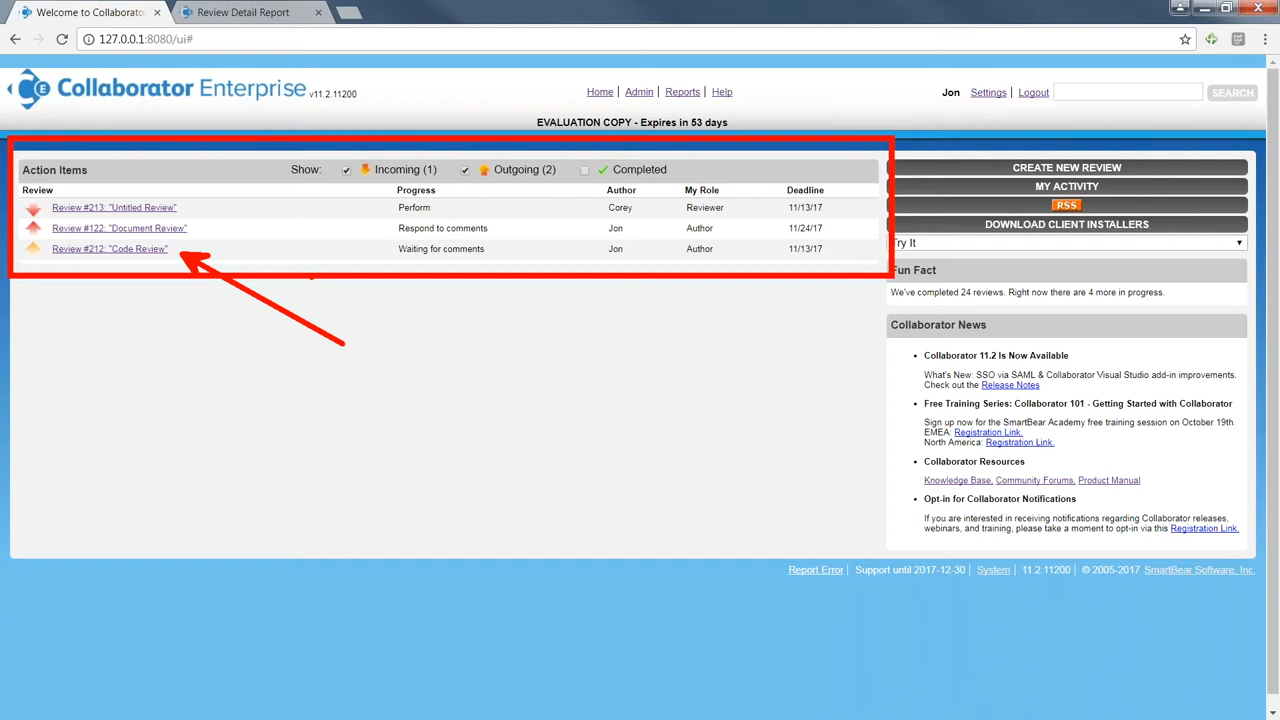 Welcome to Collaborato
Review Detail Report
127.0.0.1:8080/ui#
Collaborator Enterprise v11.2.11200
Home Admin Reports Help
Jon Settings Logout SEARCH
EVALUATION COPY - Expires in 53 days
Action Items Show: Incoming (1) Outgoing (2) Completed
Review Progress Author My Role Deadline
Review #213: "Untitled Review" Perform Corey Reviewer 11/13/17
Review #122: "Document Review" Respond to comments Jon Author 11/24/17
Review #212: "Code Review" Waiting for comments Jon Author 11/13/17
CREATE NEW REVIEW
MY ACTIVITY
RSS
DOWNLOAD CLIENT INSTALLERS
Try It
Fun Fact
We've completed 24 reviews. Right now there are 4 more in progress.
Collaborator News
Collaborator 11.2 Is Now Available
What's New: SSO via SAML & Collaborator Visual Studio add-in improvements.
Check out the Release Notes
Free Training Series: Collaborator 101 - Getting Started with Collaborator
Sign up now for the SmartBear Academy free training session on October 19th.
EMEA: Registration Link.
North America: Registration Link.
Collaborator Resources
Knowledge Base, Community Forums, Product Manual
Opt-in for Collaborator Notifications
If you are interested in receiving notifications regarding Collaborator releases,
webinars, and training, please take a moment to opt-in via this Registration Link.
Report Error Support until 2017-12-30 System 11.2.11200 © 2005-2017 SmartBear Software, Inc.